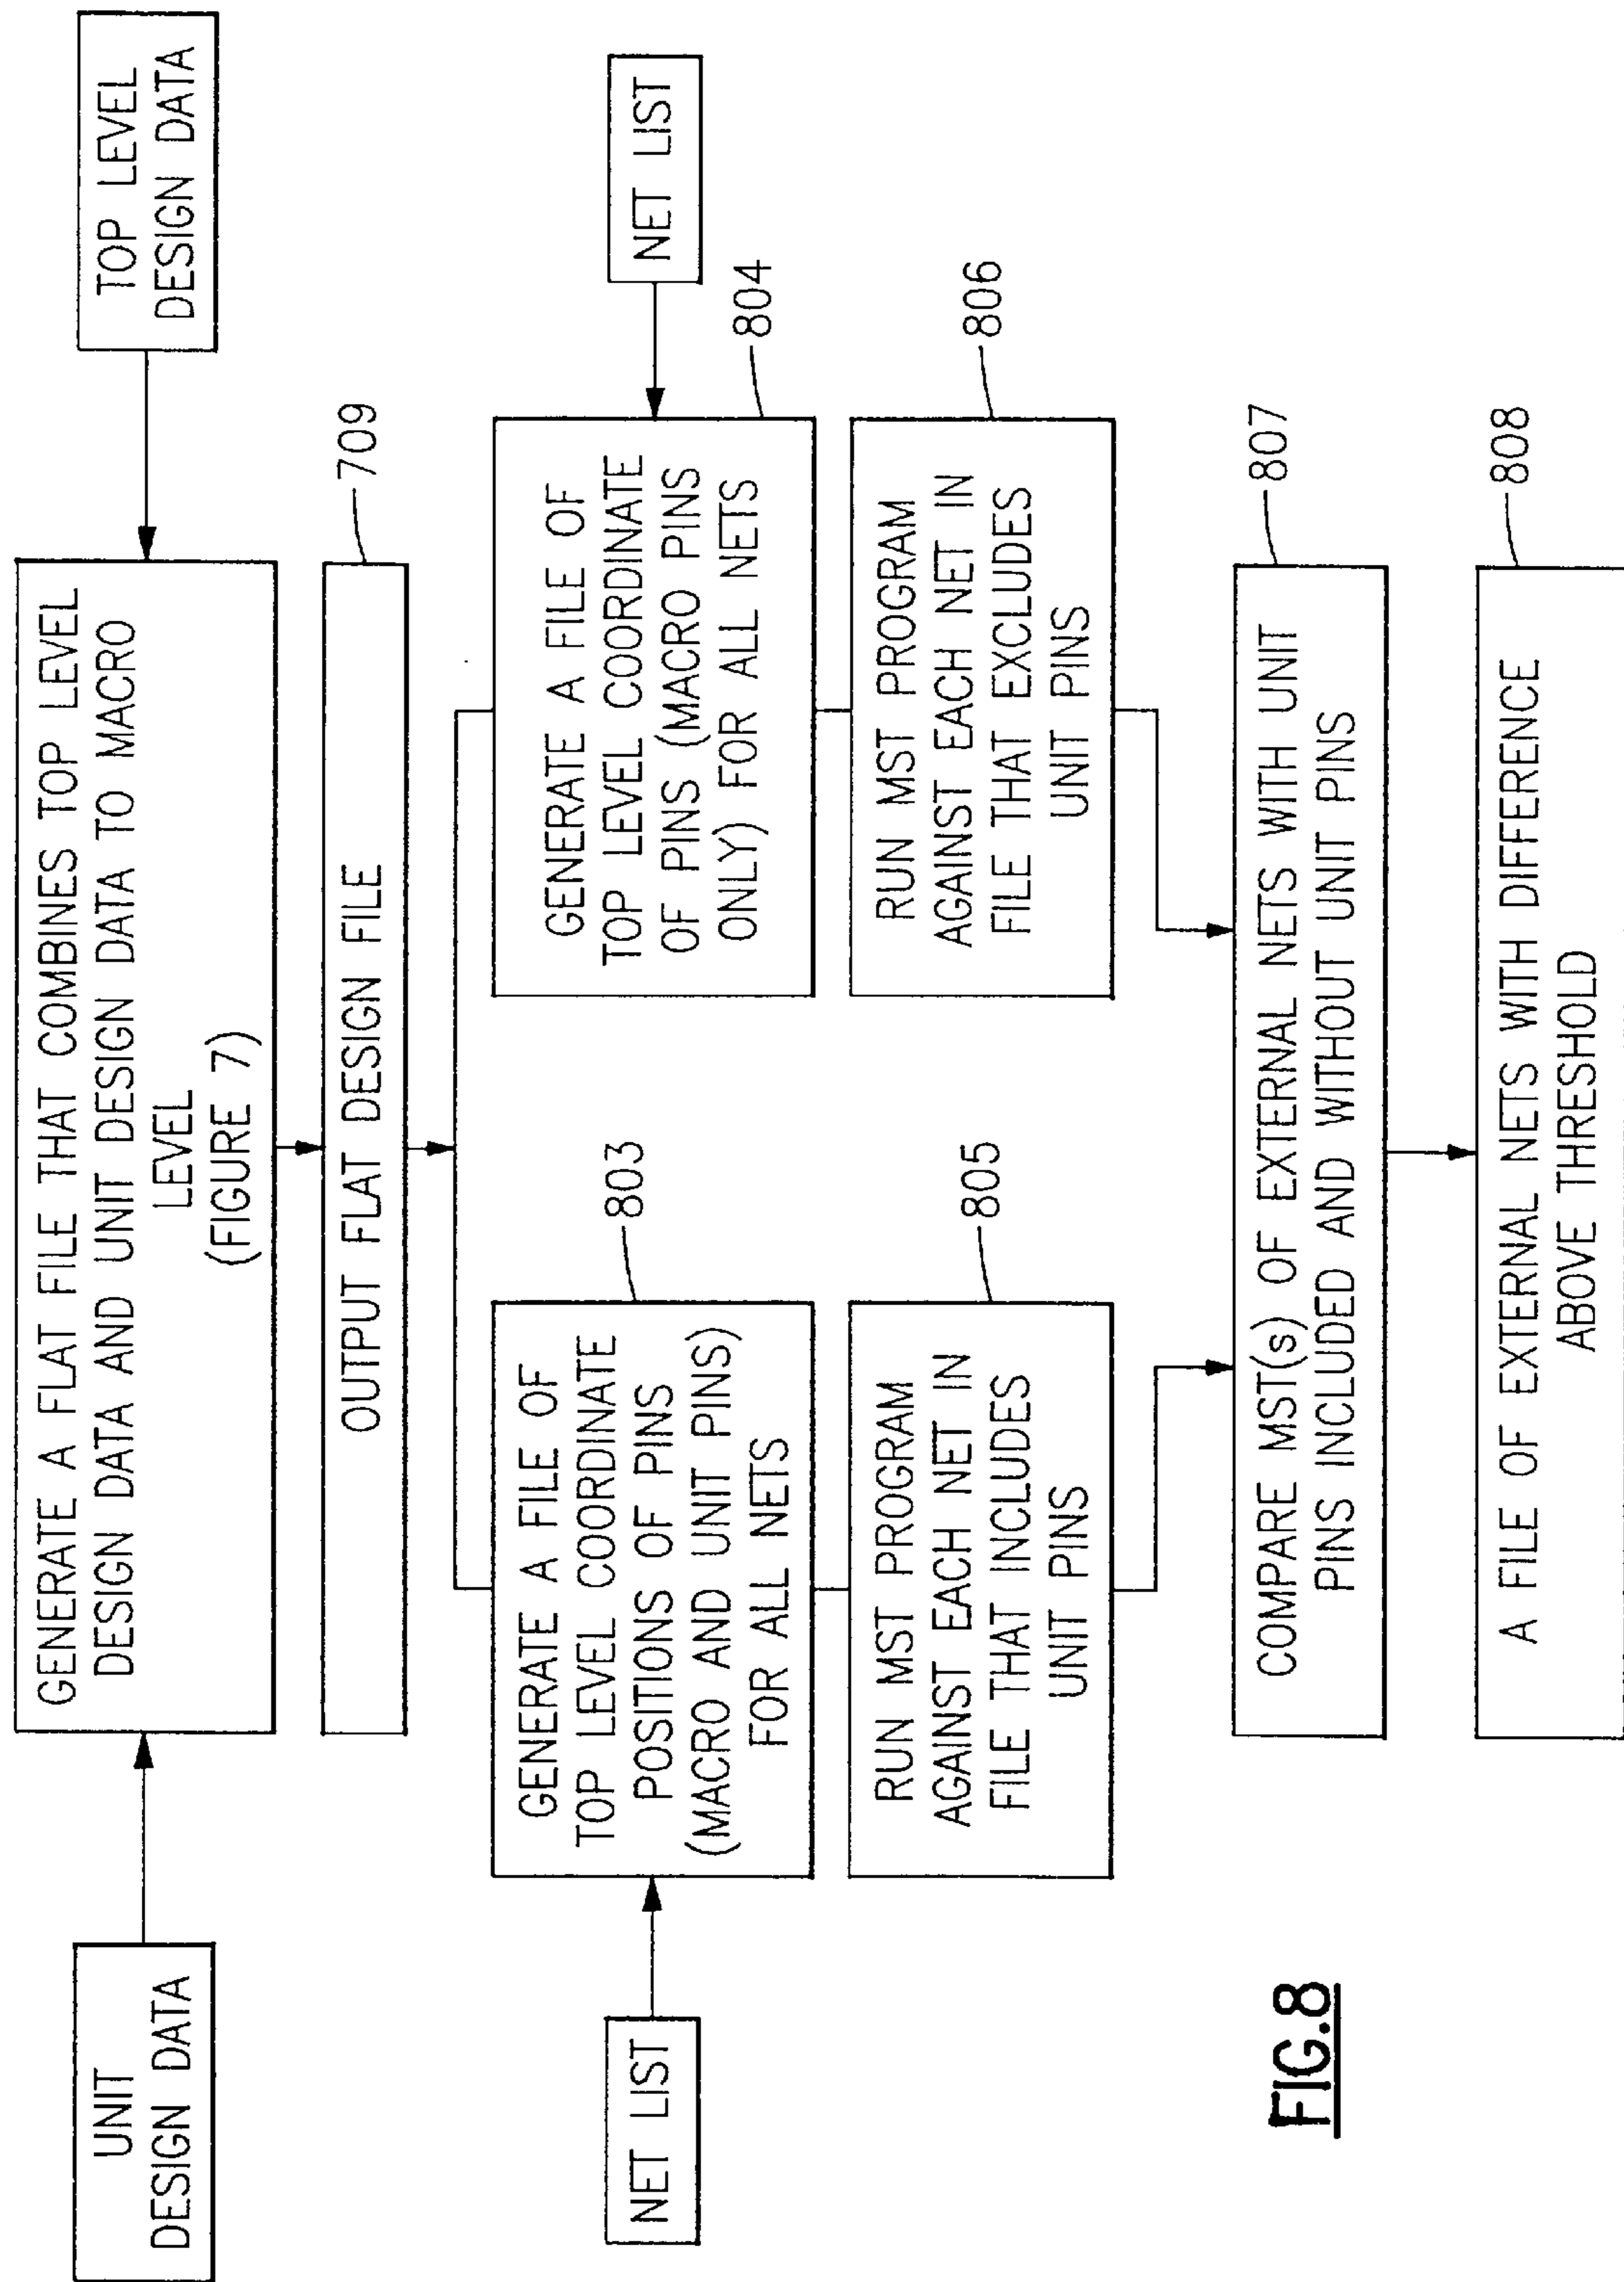 UNIT
DESIGN DATA
GENERATE A FLAT FILE THAT COMBINES TOP LEVEL
DESIGN DATA AND UNIT DESIGN DATA TO MACRO
LEVEL
(FIGURE 7)
TOP LEVEL
DESIGN DATA
709
OUTPUT FLAT DESIGN FILE
NET LIST
803
GENERATE A FILE OF
TOP LEVEL COORDINATE
POSITIONS OF PINS
(MACRO AND UNIT PINS)
FOR ALL NETS
804
GENERATE A FILE OF
TOP LEVEL COORDINATE
OF PINS (MACRO PINS
ONLY) FOR ALL NETS
NET LIST
805
RUN MST PROGRAM
AGAINST EACH NET IN
FILE THAT INCLUDES
UNIT PINS
806
RUN MST PROGRAM
AGAINST EACH NET IN
FILE THAT EXCLUDES
UNIT PINS
807
COMPARE MST(s) OF EXTERNAL NETS WITH UNIT
PINS INCLUDED AND WITHOUT UNIT PINS
808
A FILE OF EXTERNAL NETS WITH DIFFERENCE
ABOVE THRESHOLD
FIG.8